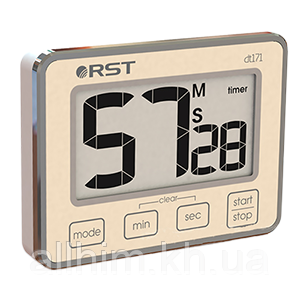 RST
dt171
57 M
S 28
timer
clear
mode
min
sec
start
stop
allhim.kh.ua